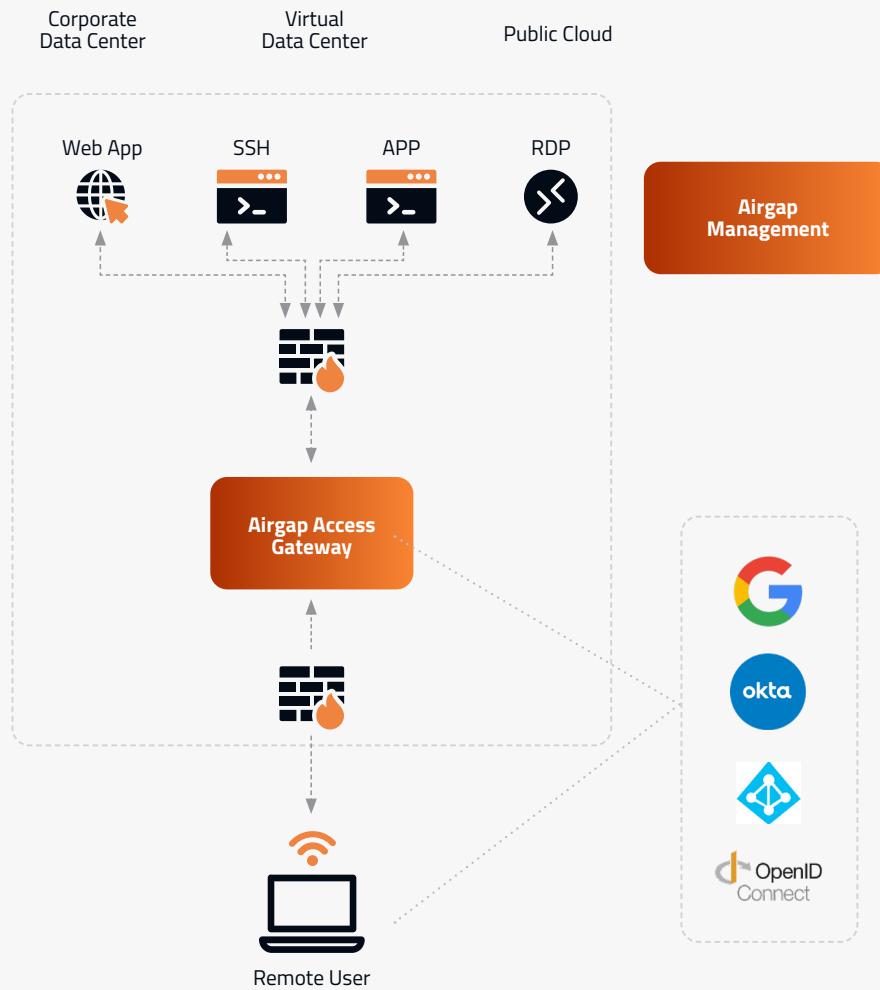 Corporate
Data Center
Virtual
Data Center
Public Cloud
Web App
SSH
APP
RDP
Airgap
Management
Airgap Access
Gateway
okta
OpenID
Connect
Remote User